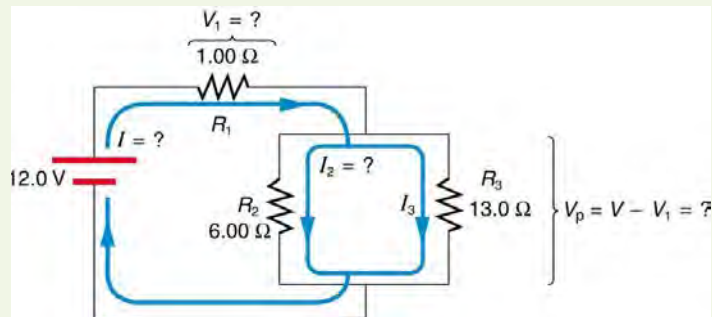 V₁ = ?
1.00 Ω
R₁
I = ?
12.0 V
I₂ = ?
R₂
6.00 Ω
I₃
R₃
13.0 Ω
Vₚ = V − V₁ = ?